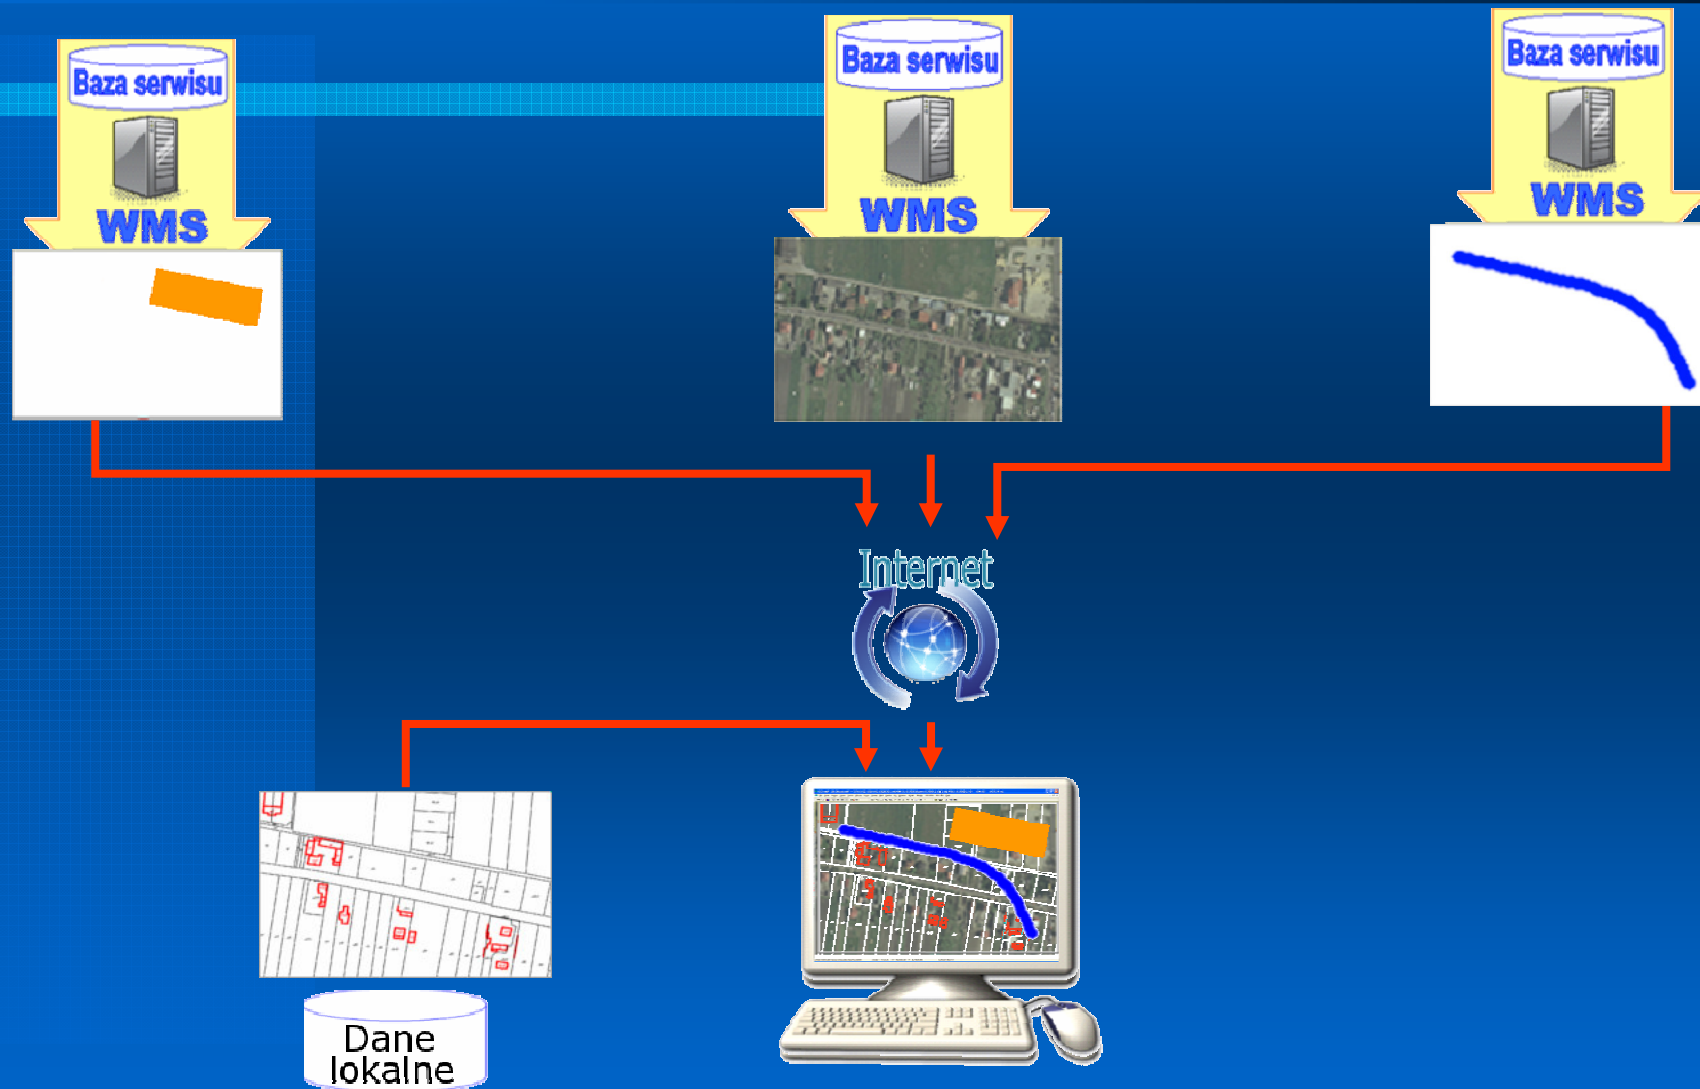 Baza serwisu
WMS
Baza serwisu
WMS
Baza serwisu
WMS
Internet
Dane
lokalne